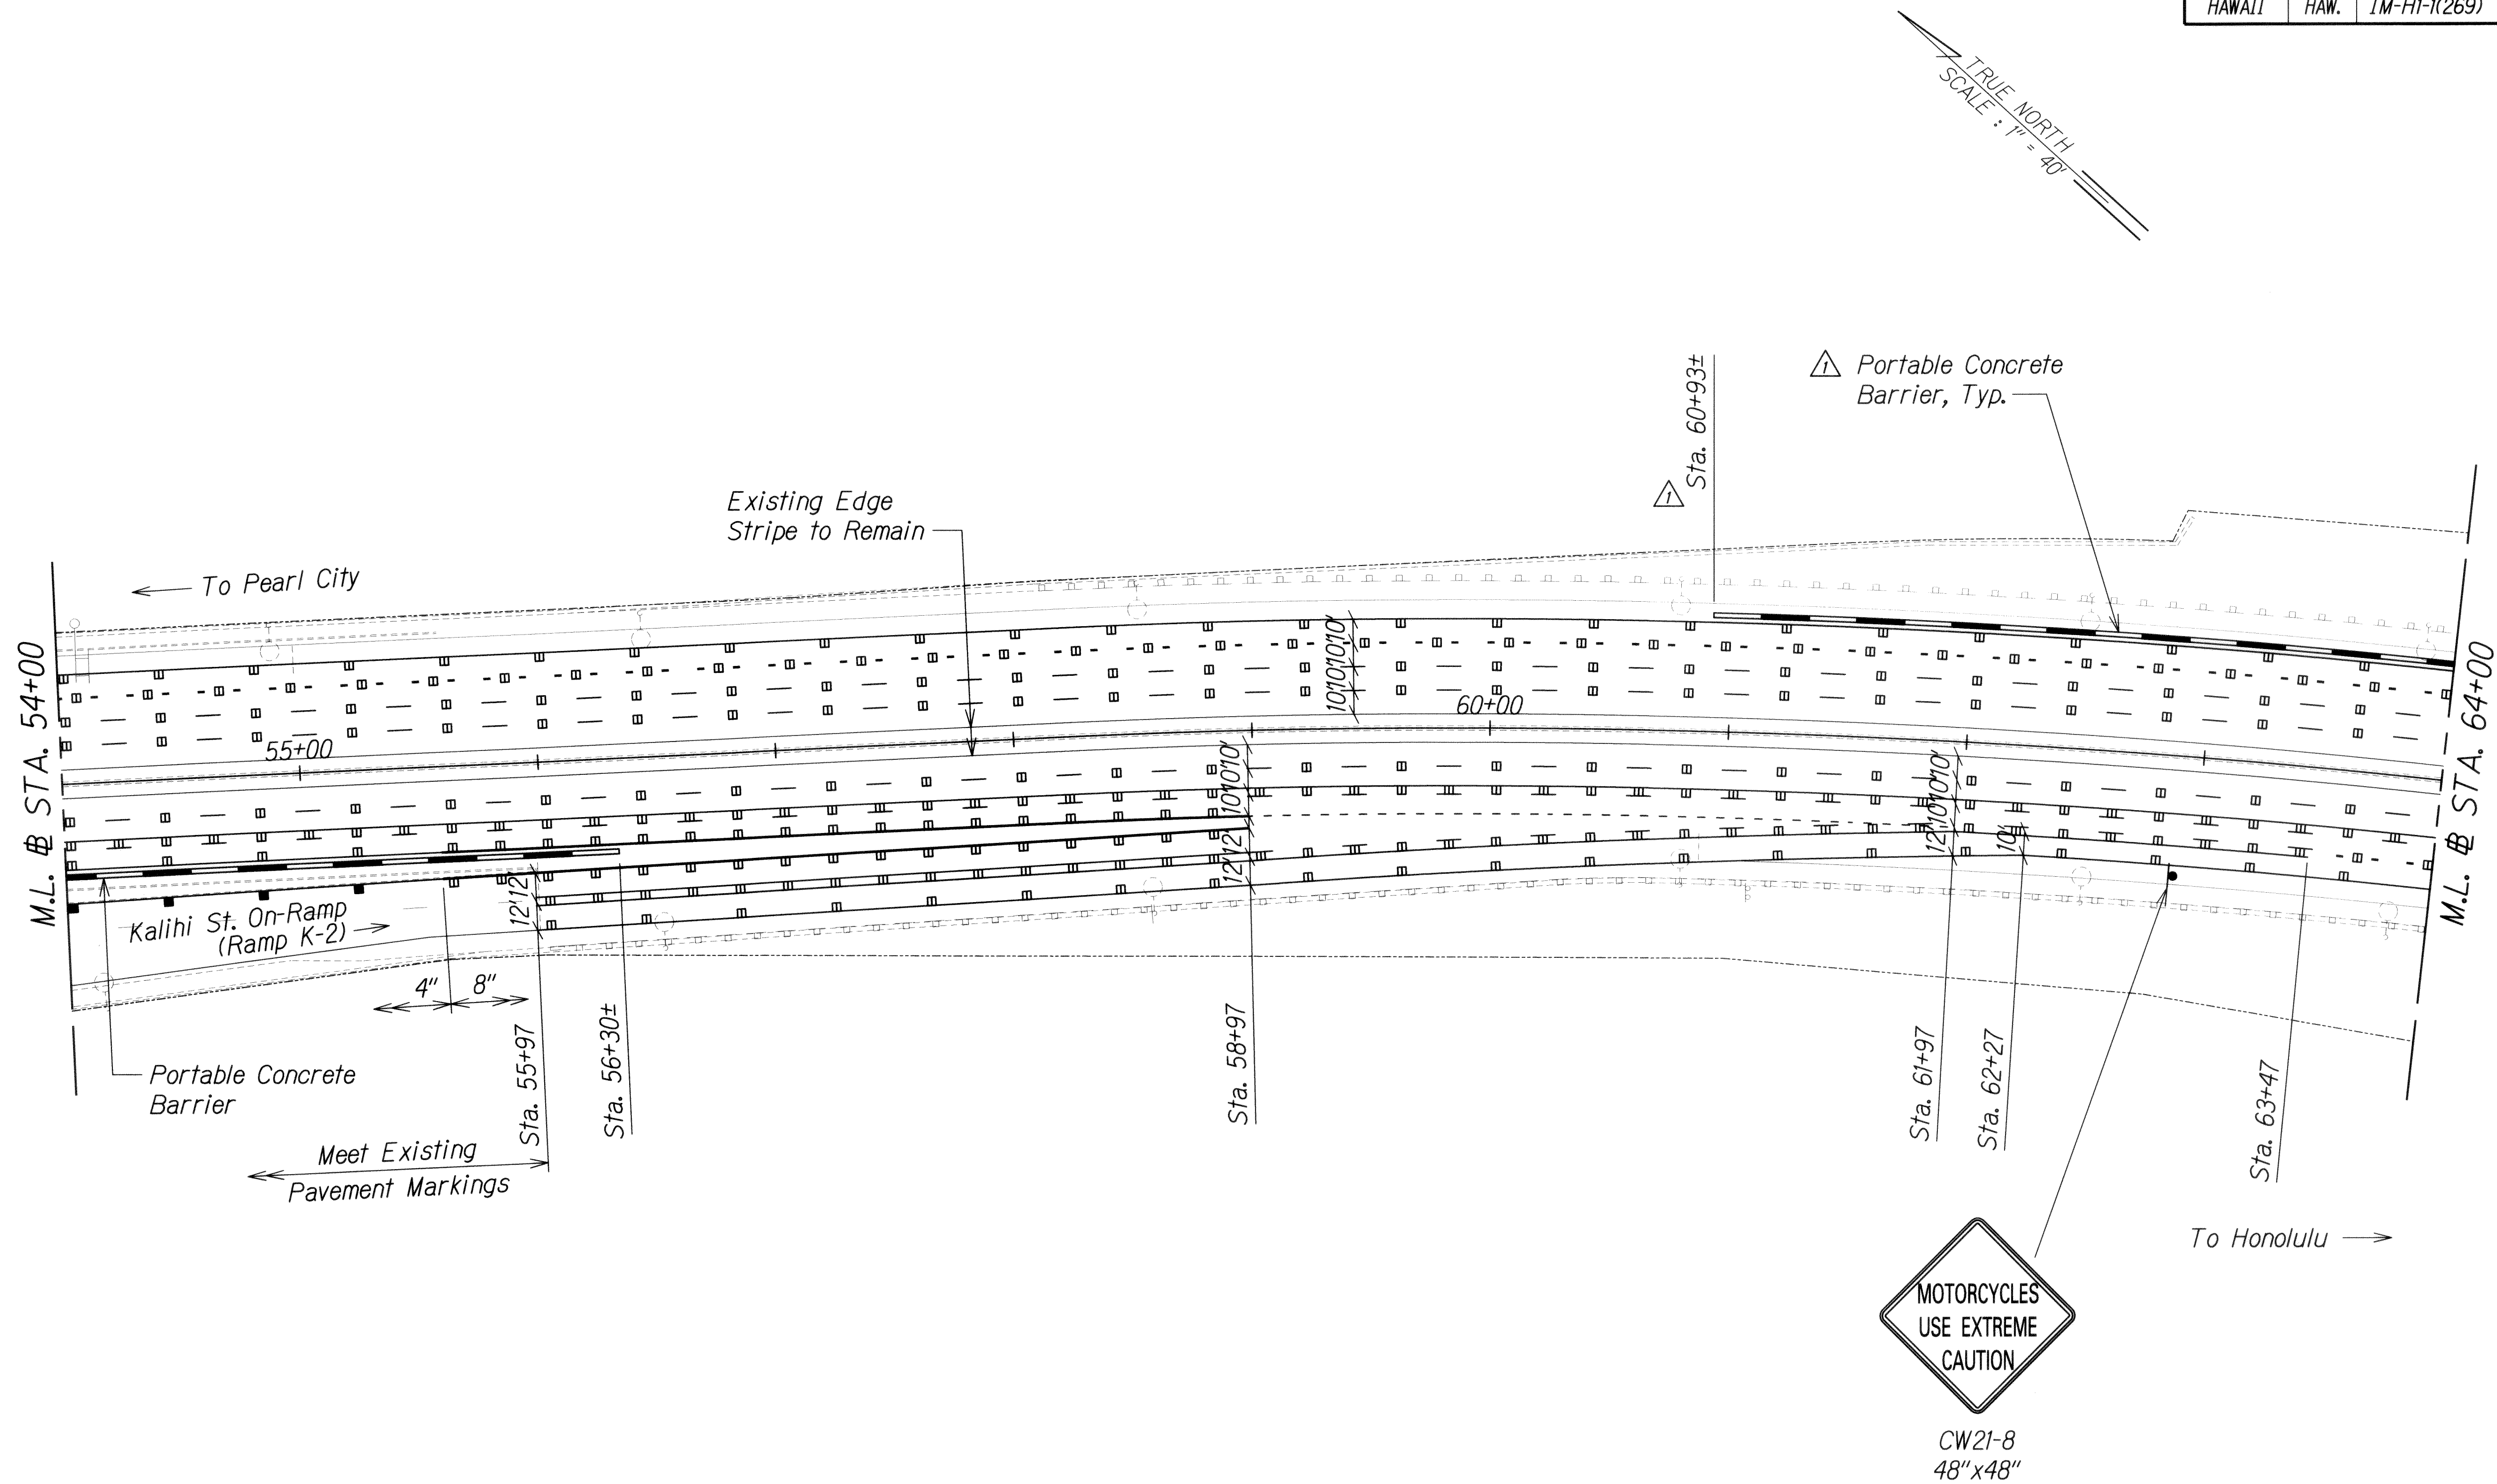 HAWAII HAW. IM-H1-1(269)
TRUE NORTH
SCALE : 1" = 40'
1 Portable Concrete
Barrier, Typ.
Sta. 60+93±
1
Existing Edge
Stripe to Remain
To Pearl City
M.L. ⅊ STA. 54+00
M.L. ⅊ STA. 64+00
55+00
60+00
10'10'10'10'
10'10'10'
12'12'
10'10'10'
12'
10'
12'12'
Kalihi St. On-Ramp
(Ramp K-2)
4" 8"
Portable Concrete
Barrier
Meet Existing
Pavement Markings
Sta. 55+97
Sta. 56+30±
Sta. 58+97
Sta. 61+97
Sta. 62+27
Sta. 63+47
To Honolulu
MOTORCYCLES
USE EXTREME
CAUTION
CW21-8
48"x48"